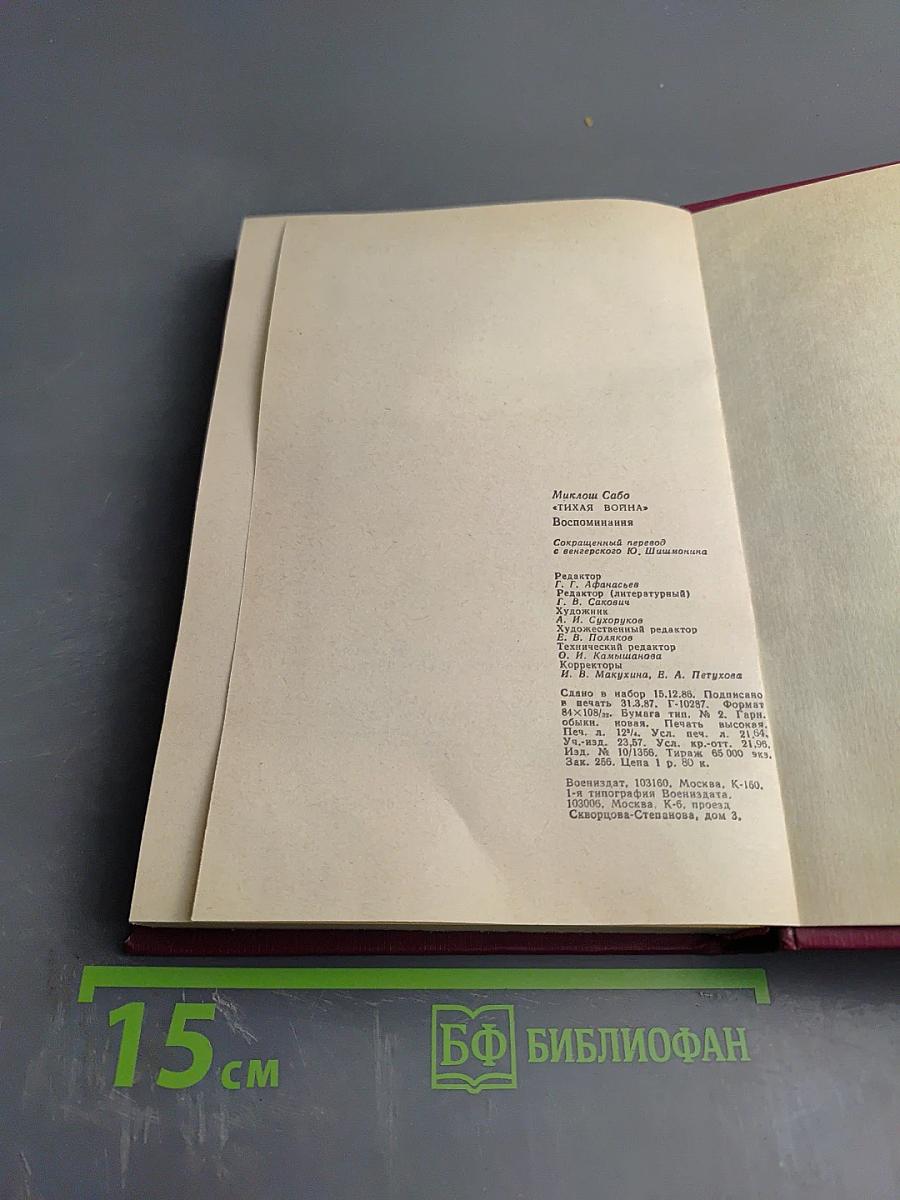 Миклош Сабо
«ТИХАЯ ВОЙНА»
Воспоминания
Сокращенный перевод
с венгерского Ю. Шишмонина
Редактор
Г. Г. Афанасьев
Редактор (литературный)
Г. В. Сакович
Художник
А. И. Сухоруков
Художественный редактор
Е. В. Поляков
Технический редактор
О. И. Камышанова
Корректоры
И. В. Макухина, Е. А. Петухова
Сдано в набор 15.12.86. Подписано
в печать 31.3.87. Г-10287. Формат
84×108/32. Бумага тип. № 2. Гарн.
обыкн. новая. Печать высокая.
Печ. л. 12³/₄. Усл. печ. л. 21,64.
Уч.-изд. 23,57. Усл. кр.-отт. 21,96.
Изд. № 10/1356. Тираж 65 000 экз.
Зак. 256. Цена 1 р. 80 к.
Воениздат, 103160, Москва, К-160.
1-я типография Воениздата.
103006, Москва, К-6, проезд
Скворцова-Степанова, дом 3.
15 см
БФ БИБЛИОФАН